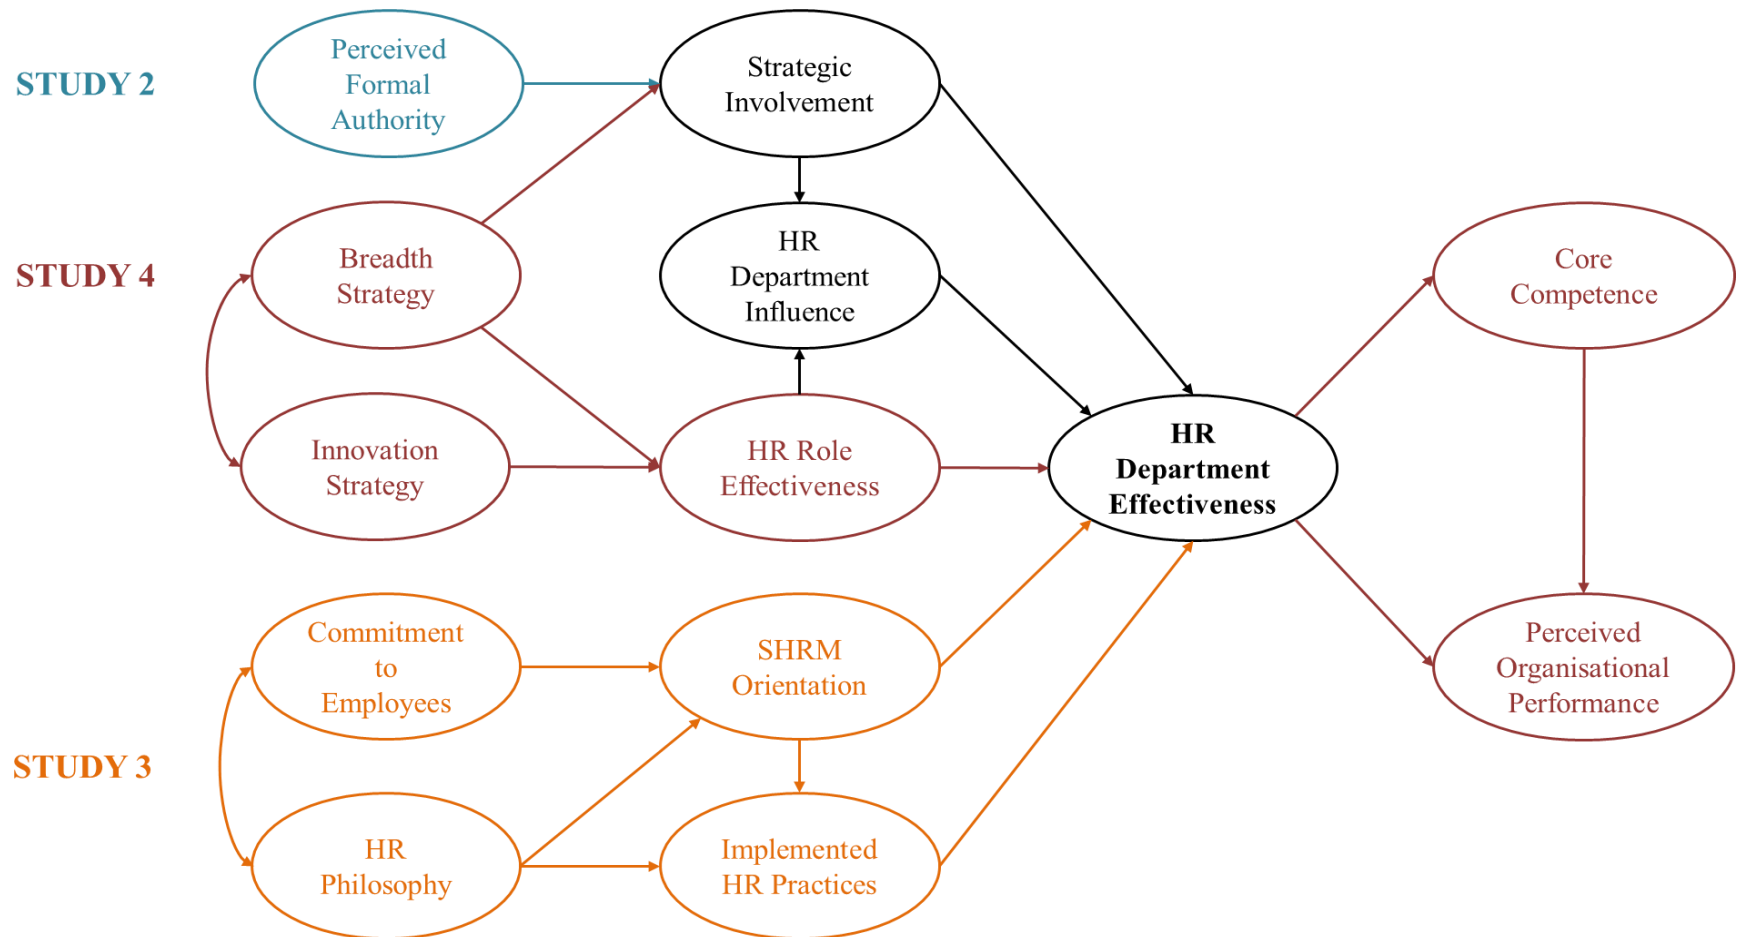 STUDY 2
Perceived
Formal
Authority
Strategic
Involvement
STUDY 4
Breadth
Strategy
HR
Department
Influence
Core
Competence
Innovation
Strategy
HR Role
Effectiveness
HR
Department
Effectiveness
Commitment
to
Employees
SHRM
Orientation
Perceived
Organisational
Performance
STUDY 3
HR
Philosophy
Implemented
HR Practices